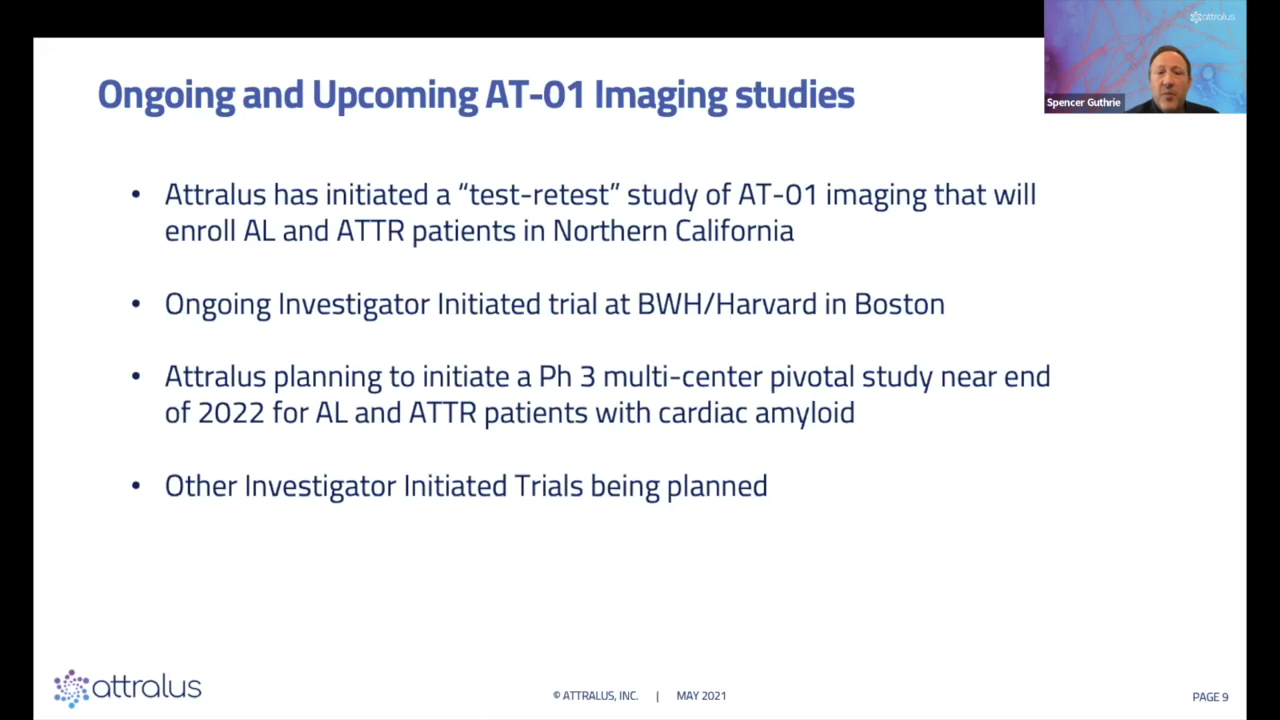 attralus
Spencer Guthrie
Ongoing and Upcoming AT-01 Imaging studies
• Attralus has initiated a “test-retest” study of AT-01 imaging that will
enroll AL and ATTR patients in Northern California
• Ongoing Investigator Initiated trial at BWH/Harvard in Boston
• Attralus planning to initiate a Ph 3 multi-center pivotal study near end
of 2022 for AL and ATTR patients with cardiac amyloid
• Other Investigator Initiated Trials being planned
attralus
© ATTRALUS, INC. | MAY 2021
PAGE 9